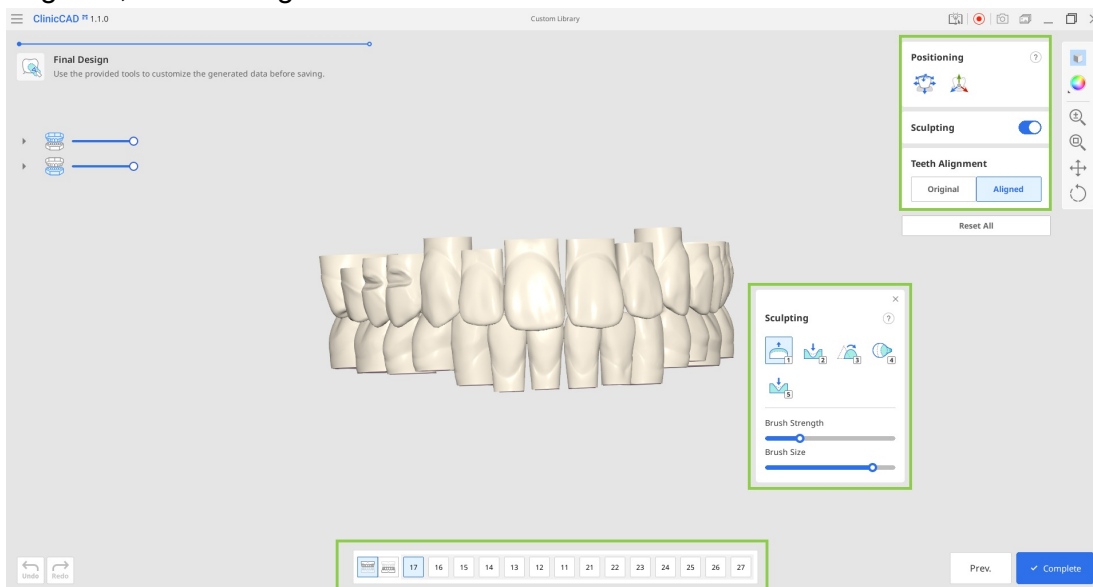 ClinicCAD 1.1.0
Custom Library
Final Design
Use the provided tools to customize the generated data before saving.
Positioning
?
Sculpting
Teeth Alignment
Original Aligned
Reset All
Sculpting
?
1 2 3 4
5
Brush Strength
Brush Size
Undo Redo
17 16 15 14 13 12 11 21 22 23 24 25 26 27
Prev. Complete